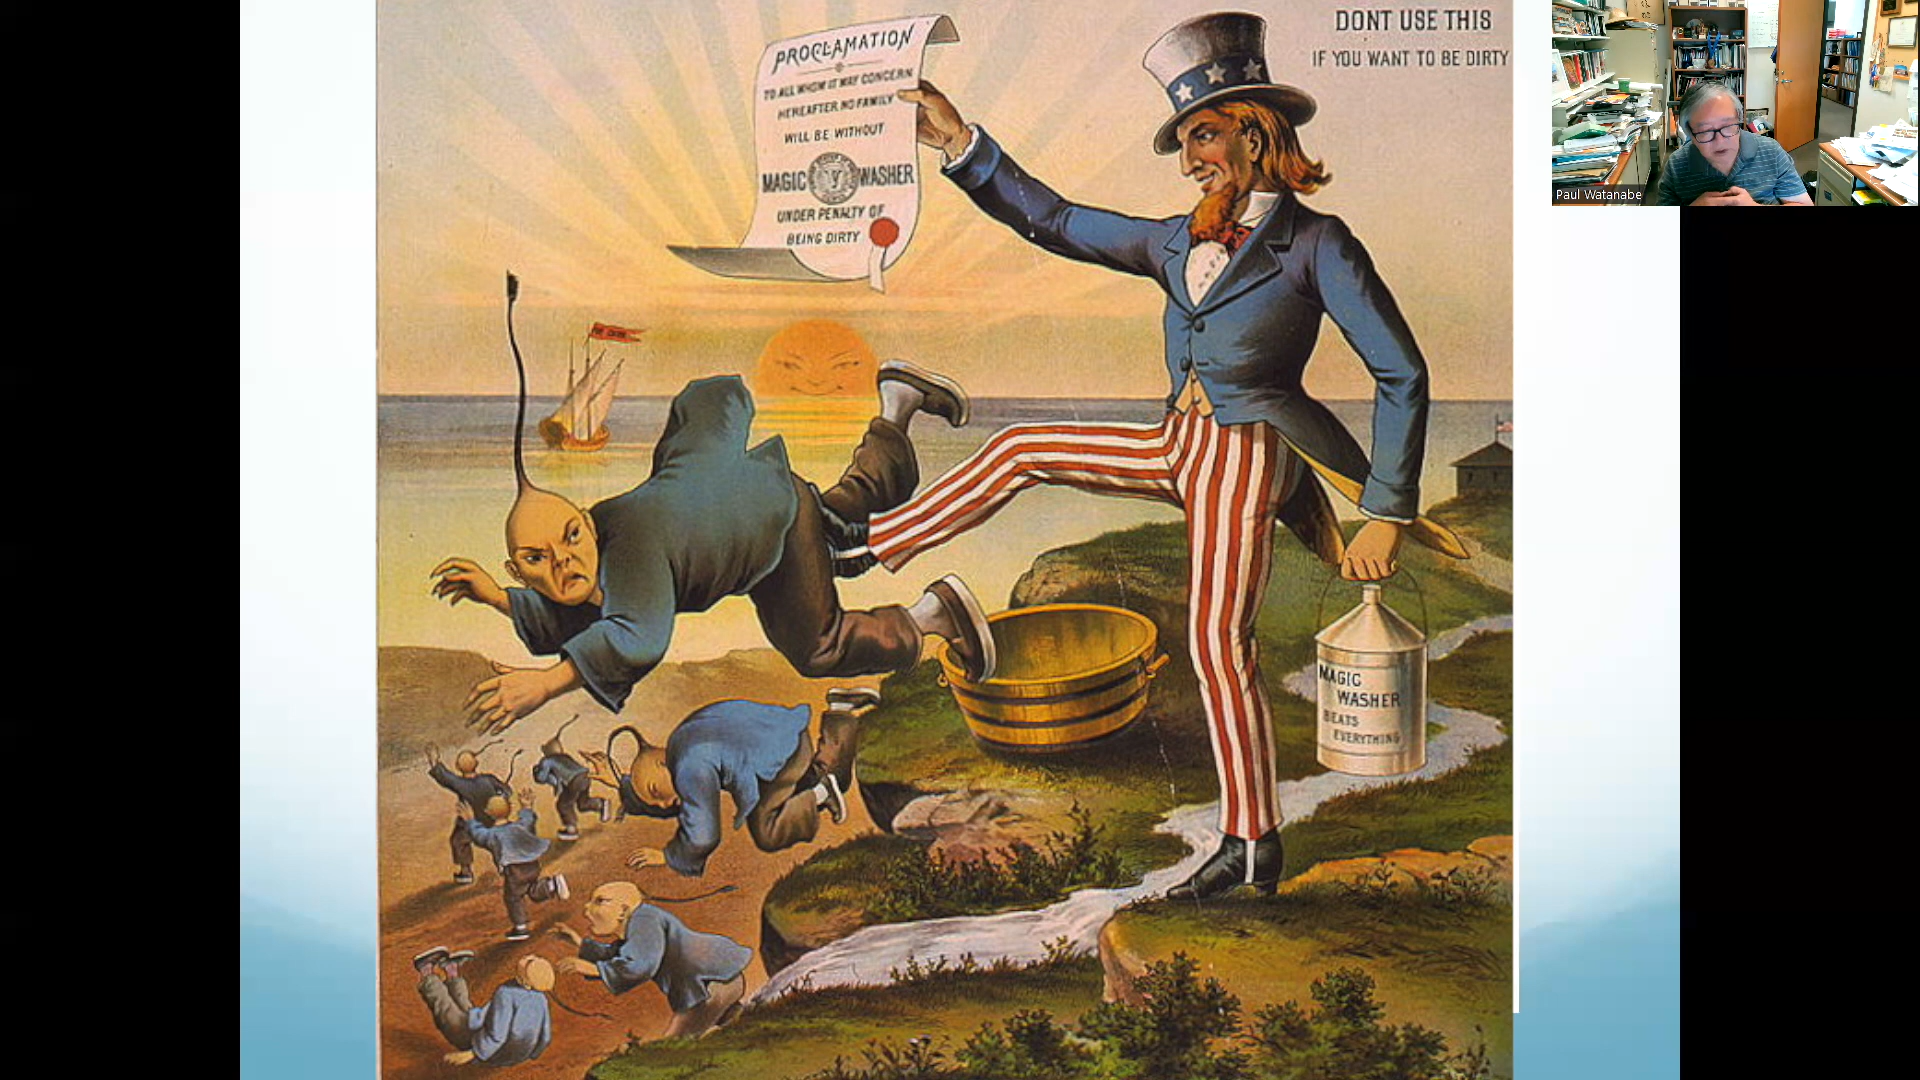 PROCLAMATION
TO ALL WHOM IT MAY CONCERN
HEREAFTER NO FAMILY
WILL BE WITHOUT
MAGIC WASHER
UNDER PENALTY OF
BEING DIRTY
DONT USE THIS
IF YOU WANT TO BE DIRTY
MAGIC
WASHER
BEATS
EVERYTHING
Paul Watanabe